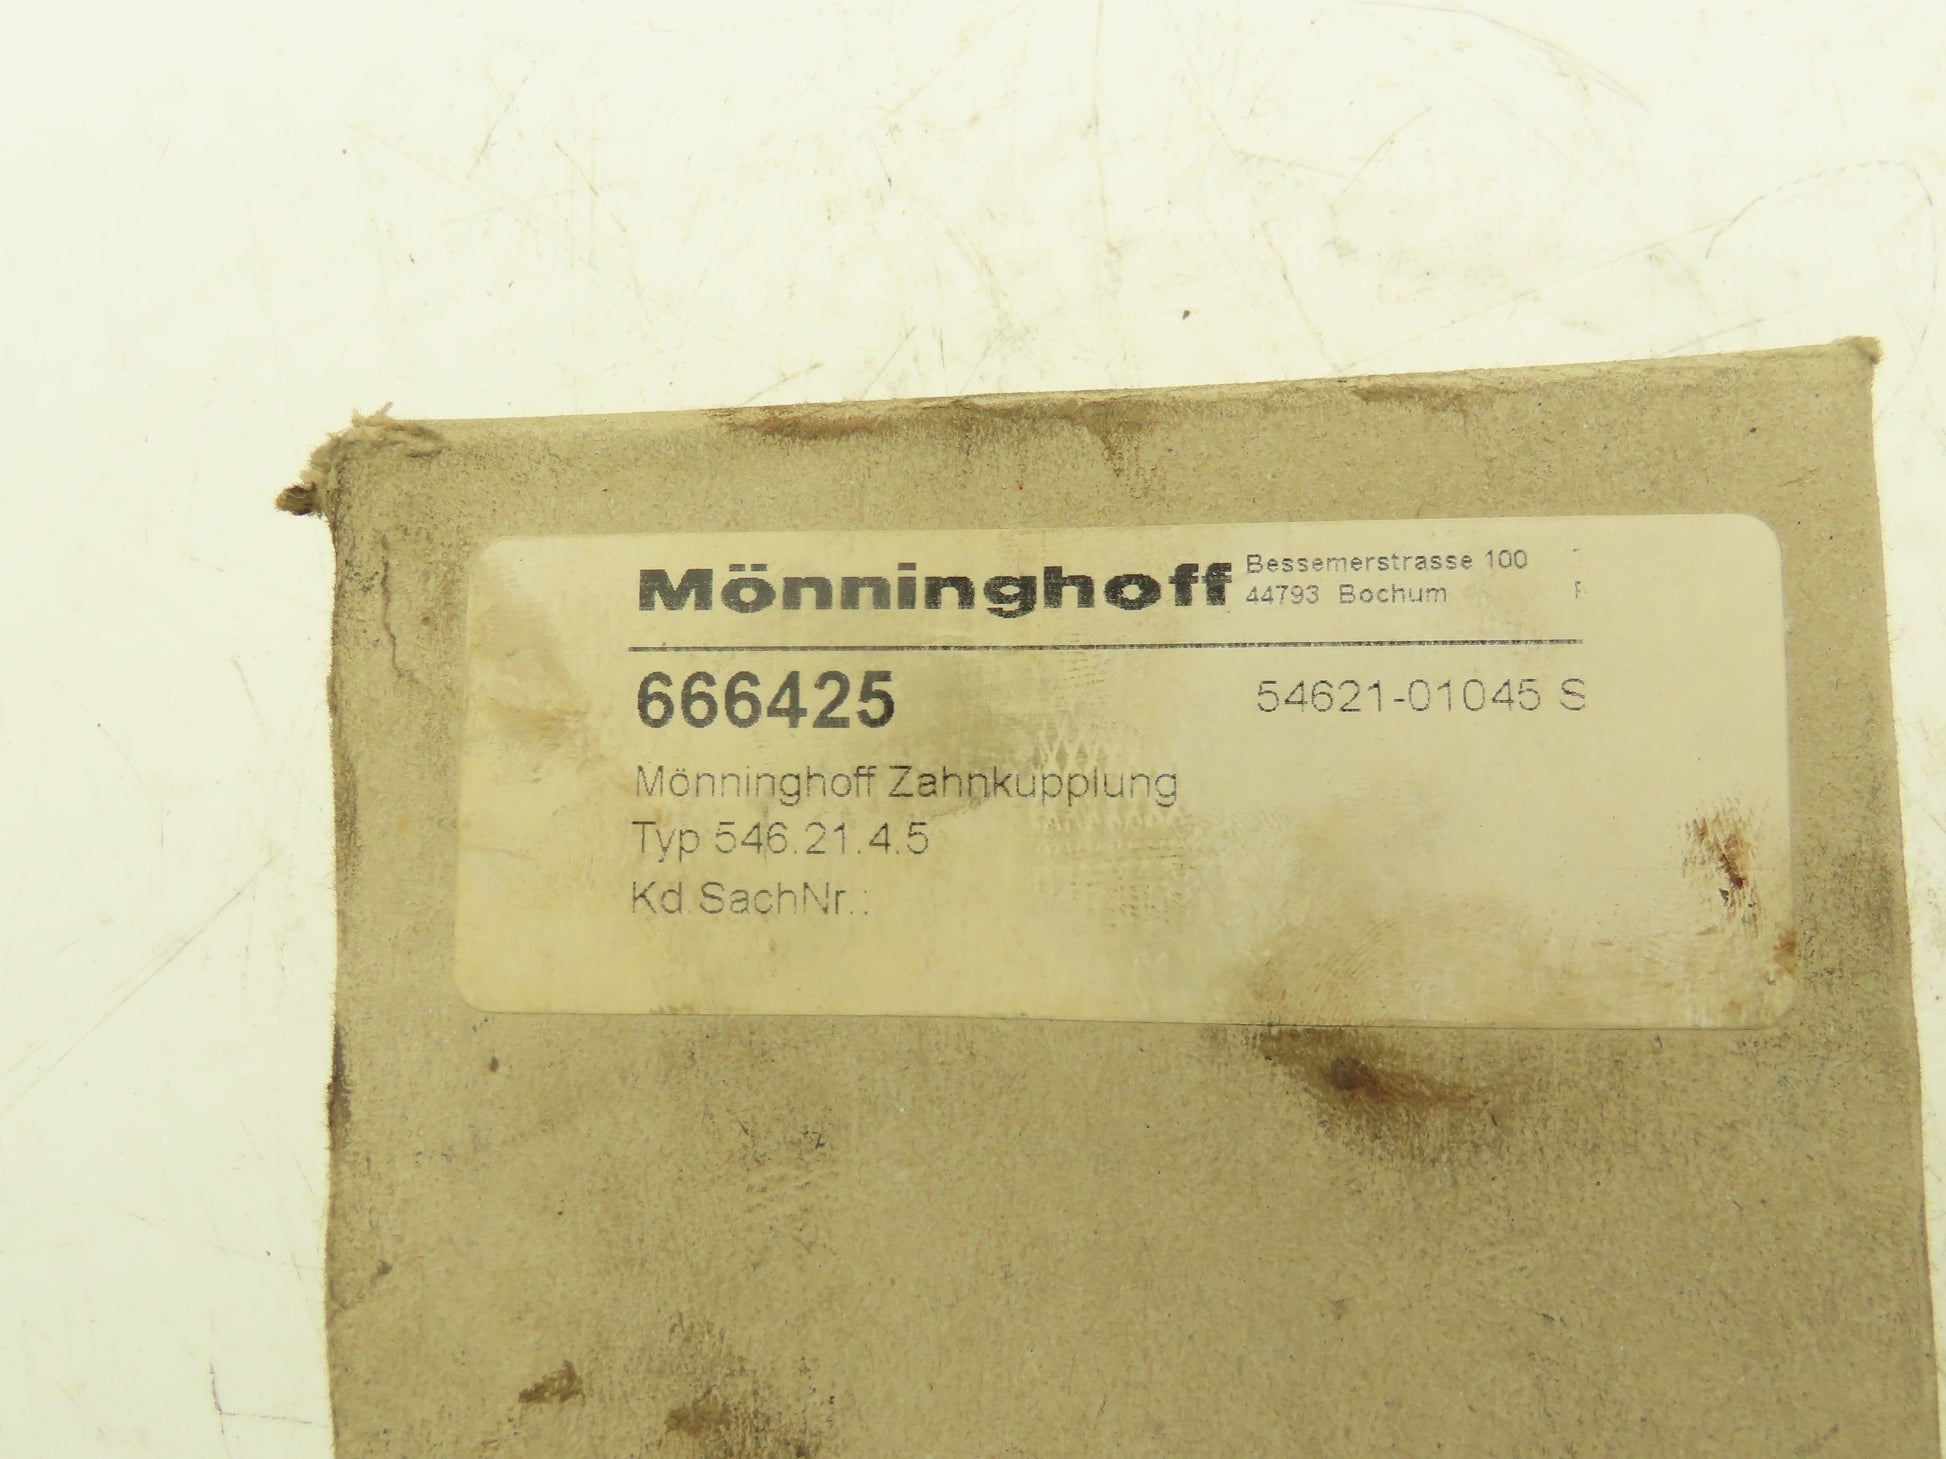 Mönninghoff
Bessemerstrasse 100
44793 Bochum
666425 54621-01045 S
Mönninghoff Zahnkupplung
Typ 546.21.4.5
Kd.SachNr.: